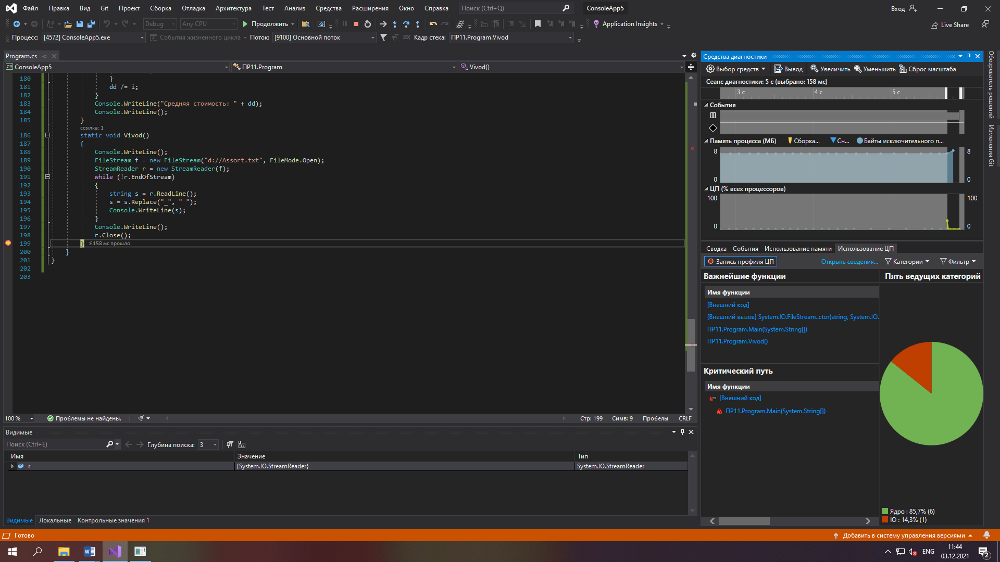 Файл Правка Вид Git Проект Сборка Отладка Архитектура Тест Анализ Средства Расширения Окно Справка Поиск (Ctrl+Q) ConsoleApp5 Вход
Debug Any CPU Продолжить Application Insights Live Share
Процесс: [4572] ConsoleApp5.exe События жизненного цикла Поток: [9100] Основной поток Кадр стека: ПР11.Program.Vivod
Program.cs
C# ConsoleApp5 ПР11.Program Vivod()
180 }
181 dd /= i;
182 }
183 Console.WriteLine("Средняя стоимость: " + dd);
184 Console.WriteLine();
185 }
ссылка: 1
186 static void Vivod()
187 {
188 Console.WriteLine();
189 FileStream f = new FileStream("d://Assort.txt", FileMode.Open);
190 StreamReader r = new StreamReader(f);
191 while (!r.EndOfStream)
192 {
193 string s = r.ReadLine();
194 s = s.Replace("_", " ");
195 Console.WriteLine(s);
196 }
197 Console.WriteLine();
198 r.Close();
199 } ≤ 158 мс прошло
200 }
201 }
202
203
100 % Проблемы не найдены. Стр: 199 Симв: 9 Пробелы CRLF
Видимые
Поиск (Ctrl+E) Глубина поиска: 3
Имя Значение Тип
r {System.IO.StreamReader} System.IO.StreamReader
Видимые Локальные Контрольные значения 1
Средства диагностики
Выбор средств Вывод Увеличить Уменьшить Сброс масштаба
Сеанс диагностики: 5 с (выбрано: 158 мс)
3 с 4 с 5 с
События
Память процесса (МБ) Сборка... Сн... Байты исключительного п...
8 8
0 0
ЦП (% всех процессоров)
100 100
0 0
Сводка События Использование памяти Использование ЦП
Запись профиля ЦП Открыть сведения... Категории Фильтр
Важнейшие функции
Имя функции
[Внешний код]
[Внешний вызов] System.IO.FileStream..ctor(string, System.IO.
ПР11.Program.Main(System.String[])
ПР11.Program.Vivod()
Критический путь
Имя функции
[Внешний код]
ПР11.Program.Main(System.String[])
Пять ведущих категорий
Ядро : 85,7% (6)
IO : 14,3% (1)
Обозреватель решений
Изменения Git
Готово Добавить в систему управления версиями
ENG 11:44
03.12.2021
2